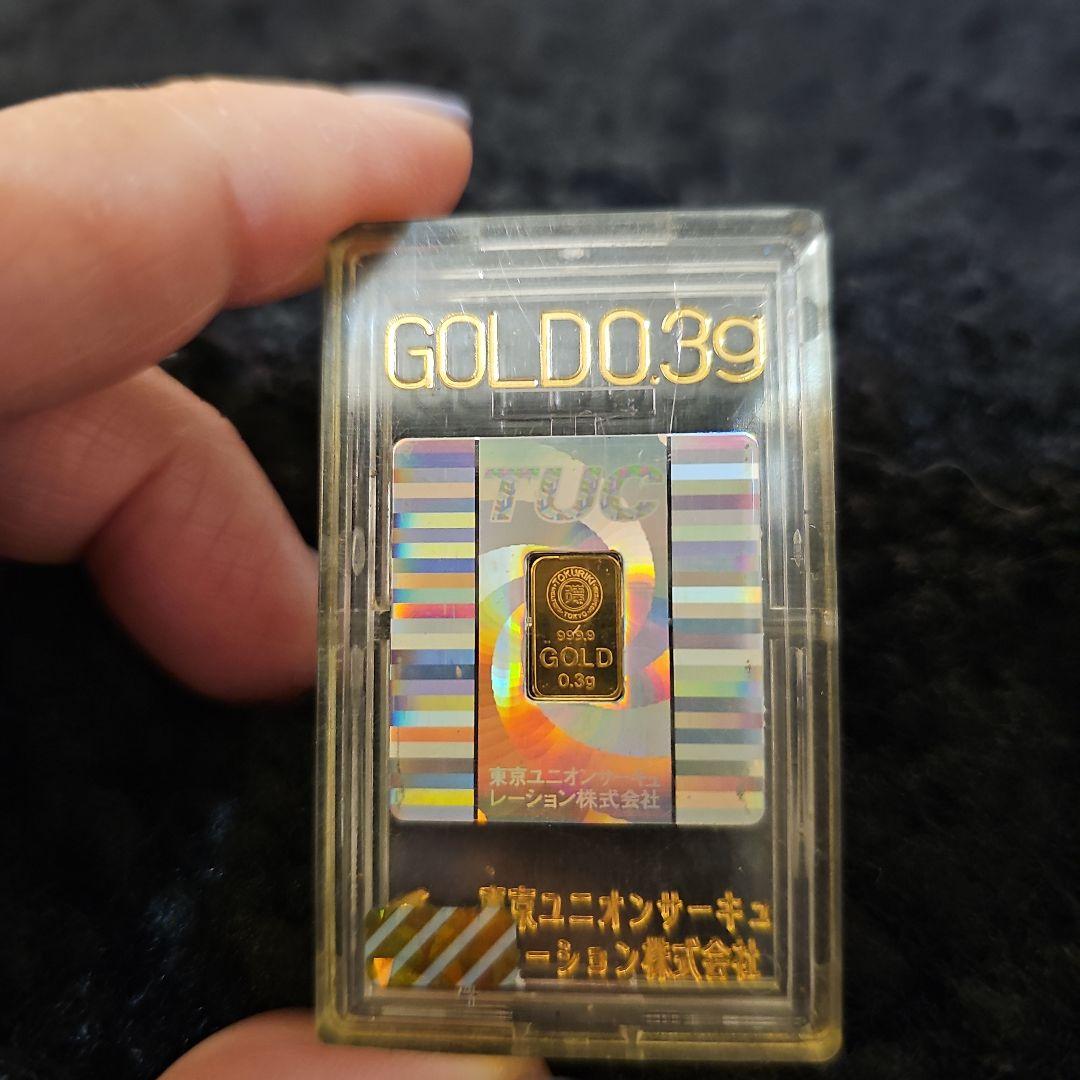 GOLD0.3g
TUC
TOKURIKI
徳
TOKYO
999.9
GOLD
0.3g
東京ユニオンサーキュ
レーション株式会社
東京ユニオンサーキュ
ーション株式会社